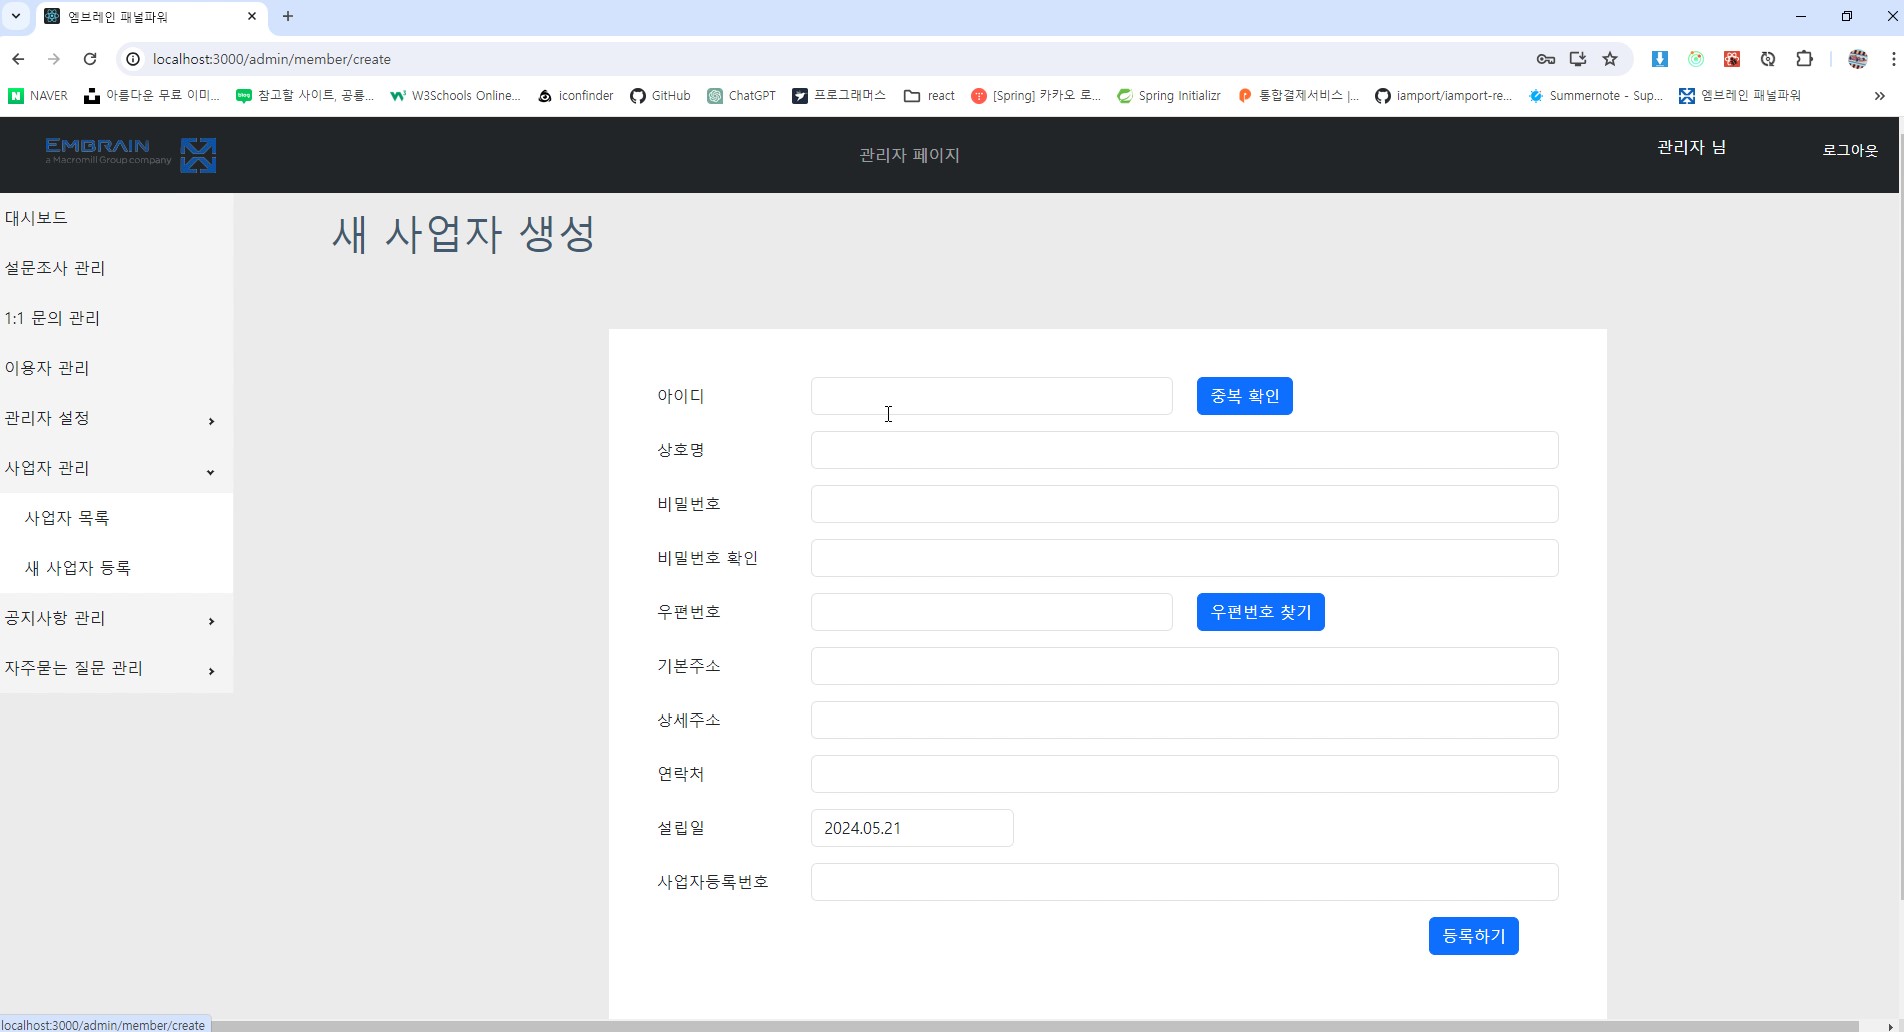 엠브레인 패널파워
localhost:3000/admin/member/create
NAVER 아름다운 무료 이미... 참고할 사이트, 공룡... W3Schools Online... iconfinder GitHub ChatGPT 프로그래머스 react [Spring] 카카오 로... Spring Initializr 통합결제서비스 |... iamport/iamport-re... Summernote - Sup... 엠브레인 패널파워
EMBRAIN
a Macromill Group company
관리자 페이지
관리자 님
로그아웃
대시보드
설문조사 관리
1:1 문의 관리
이용자 관리
관리자 설정
사업자 관리
사업자 목록
새 사업자 등록
공지사항 관리
자주묻는 질문 관리
새 사업자 생성
아이디 중복 확인
상호명
비밀번호
비밀번호 확인
우편번호 우편번호 찾기
기본주소
상세주소
연락처
설립일 2024.05.21
사업자등록번호
등록하기
localhost:3000/admin/member/create